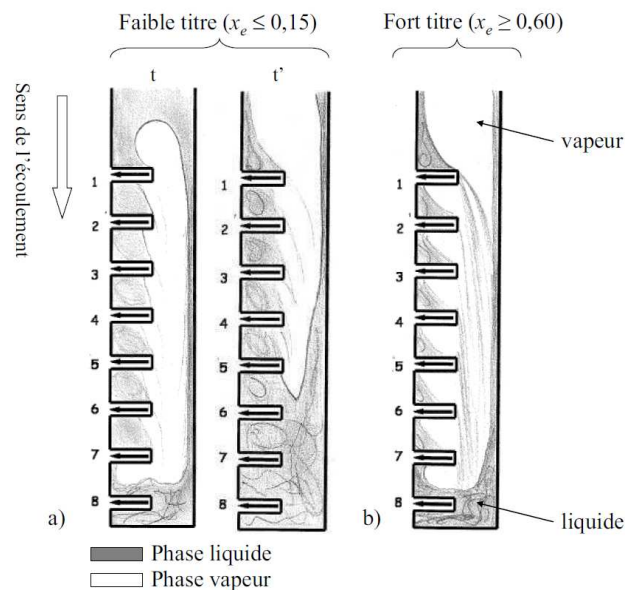 Faible titre (xₑ ≤ 0,15)
Fort titre (xₑ ≥ 0,60)
t
t’
Sens de l’écoulement
vapeur
1
2
3
4
5
6
7
8
1
2
3
4
5
6
7
8
1
2
3
4
5
6
7
8
a)
b)
liquide
Phase liquide
Phase vapeur